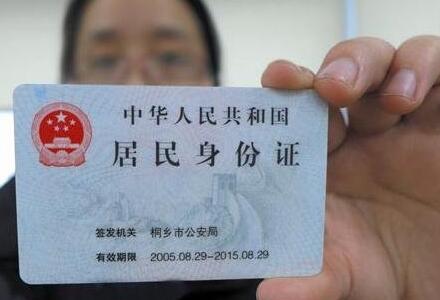 中华人民共和国
居民身份证
签发机关 桐乡市公安局
有效期限 2005.08.29-2015.08.29